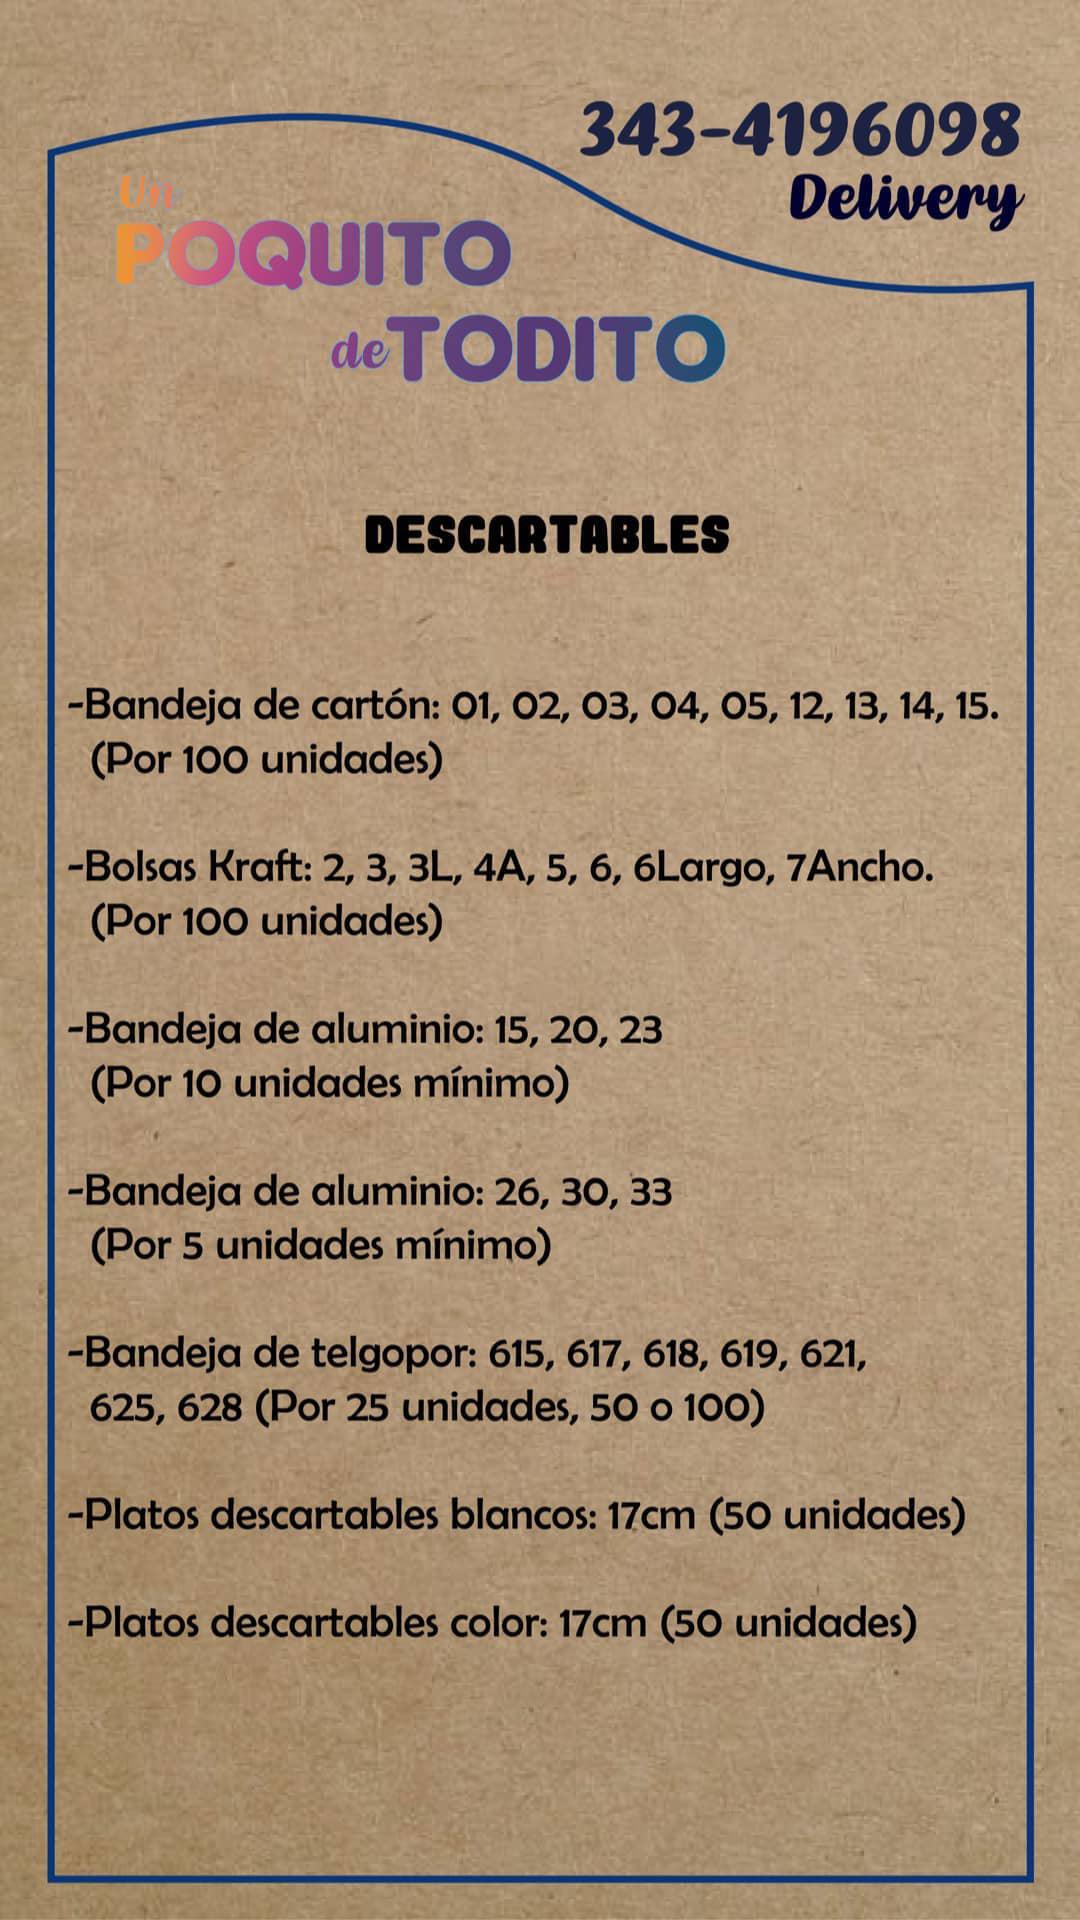 343-4196098
Delivery
Un
POQUITO
de TODITO
DESCARTABLES
-Bandeja de cartón: 01, 02, 03, 04, 05, 12, 13, 14, 15.
(Por 100 unidades)
-Bolsas Kraft: 2, 3, 3L, 4A, 5, 6, 6Largo, 7Ancho.
(Por 100 unidades)
-Bandeja de aluminio: 15, 20, 23
(Por 10 unidades mínimo)
-Bandeja de aluminio: 26, 30, 33
(Por 5 unidades mínimo)
-Bandeja de telgopor: 615, 617, 618, 619, 621,
625, 628 (Por 25 unidades, 50 o 100)
-Platos descartables blancos: 17cm (50 unidades)
-Platos descartables color: 17cm (50 unidades)